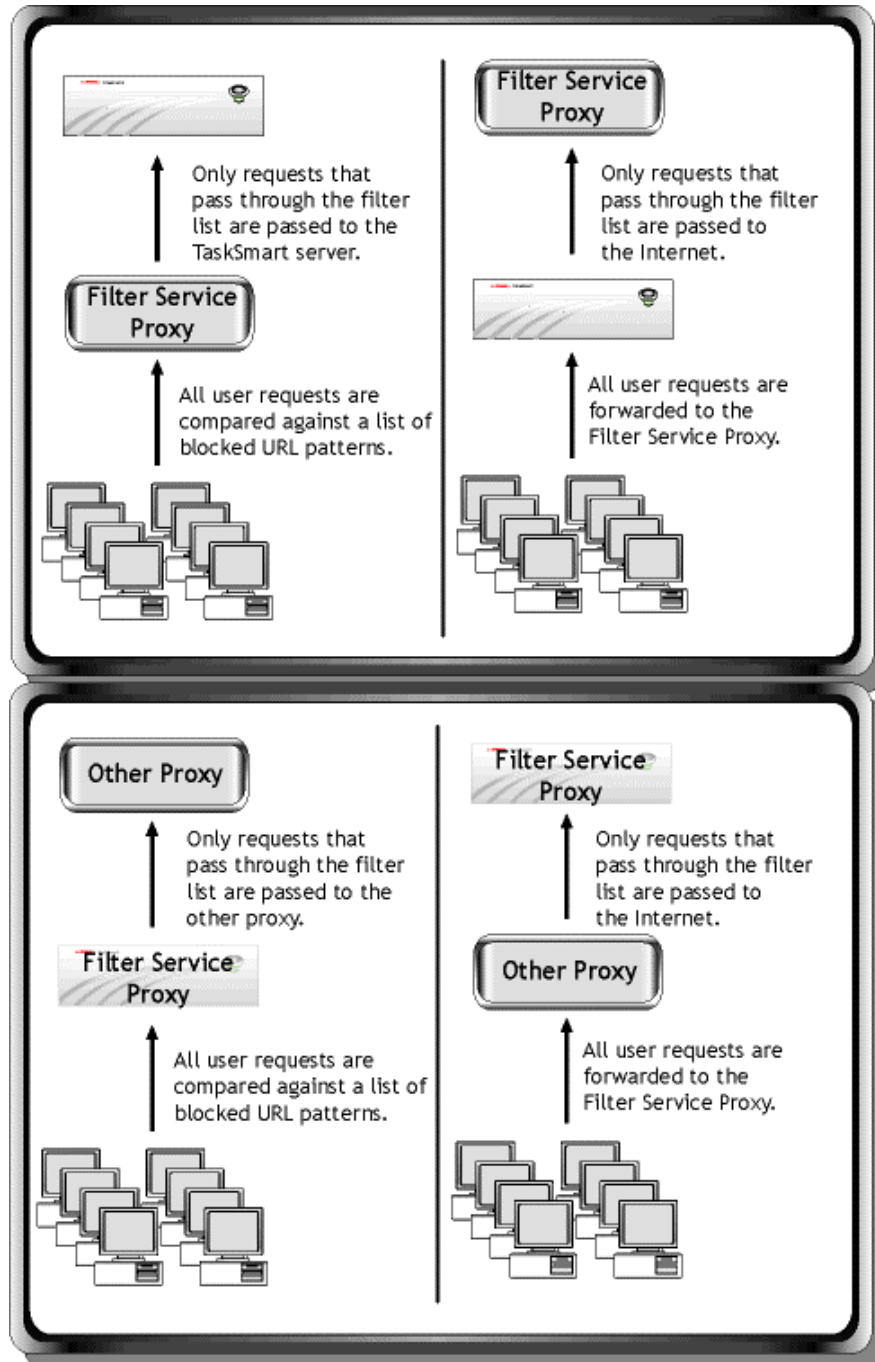 Only requests that
pass through the filter
list are passed to the
TaskSmart server.
Filter Service
Proxy
All user requests are
compared against a list of
blocked URL patterns.
Filter Service
Proxy
Only requests that
pass through the filter
list are passed to
the Internet.
All user requests are
forwarded to the
Filter Service Proxy.
Other Proxy
Only requests that
pass through the filter
list are passed to the
other proxy.
Filter Service
Proxy
All user requests are
compared against a list of
blocked URL patterns.
Filter Service
Proxy
Only requests that
pass through the filter
list are passed to
the Internet.
Other Proxy
All user requests are
forwarded to the
Filter Service Proxy.